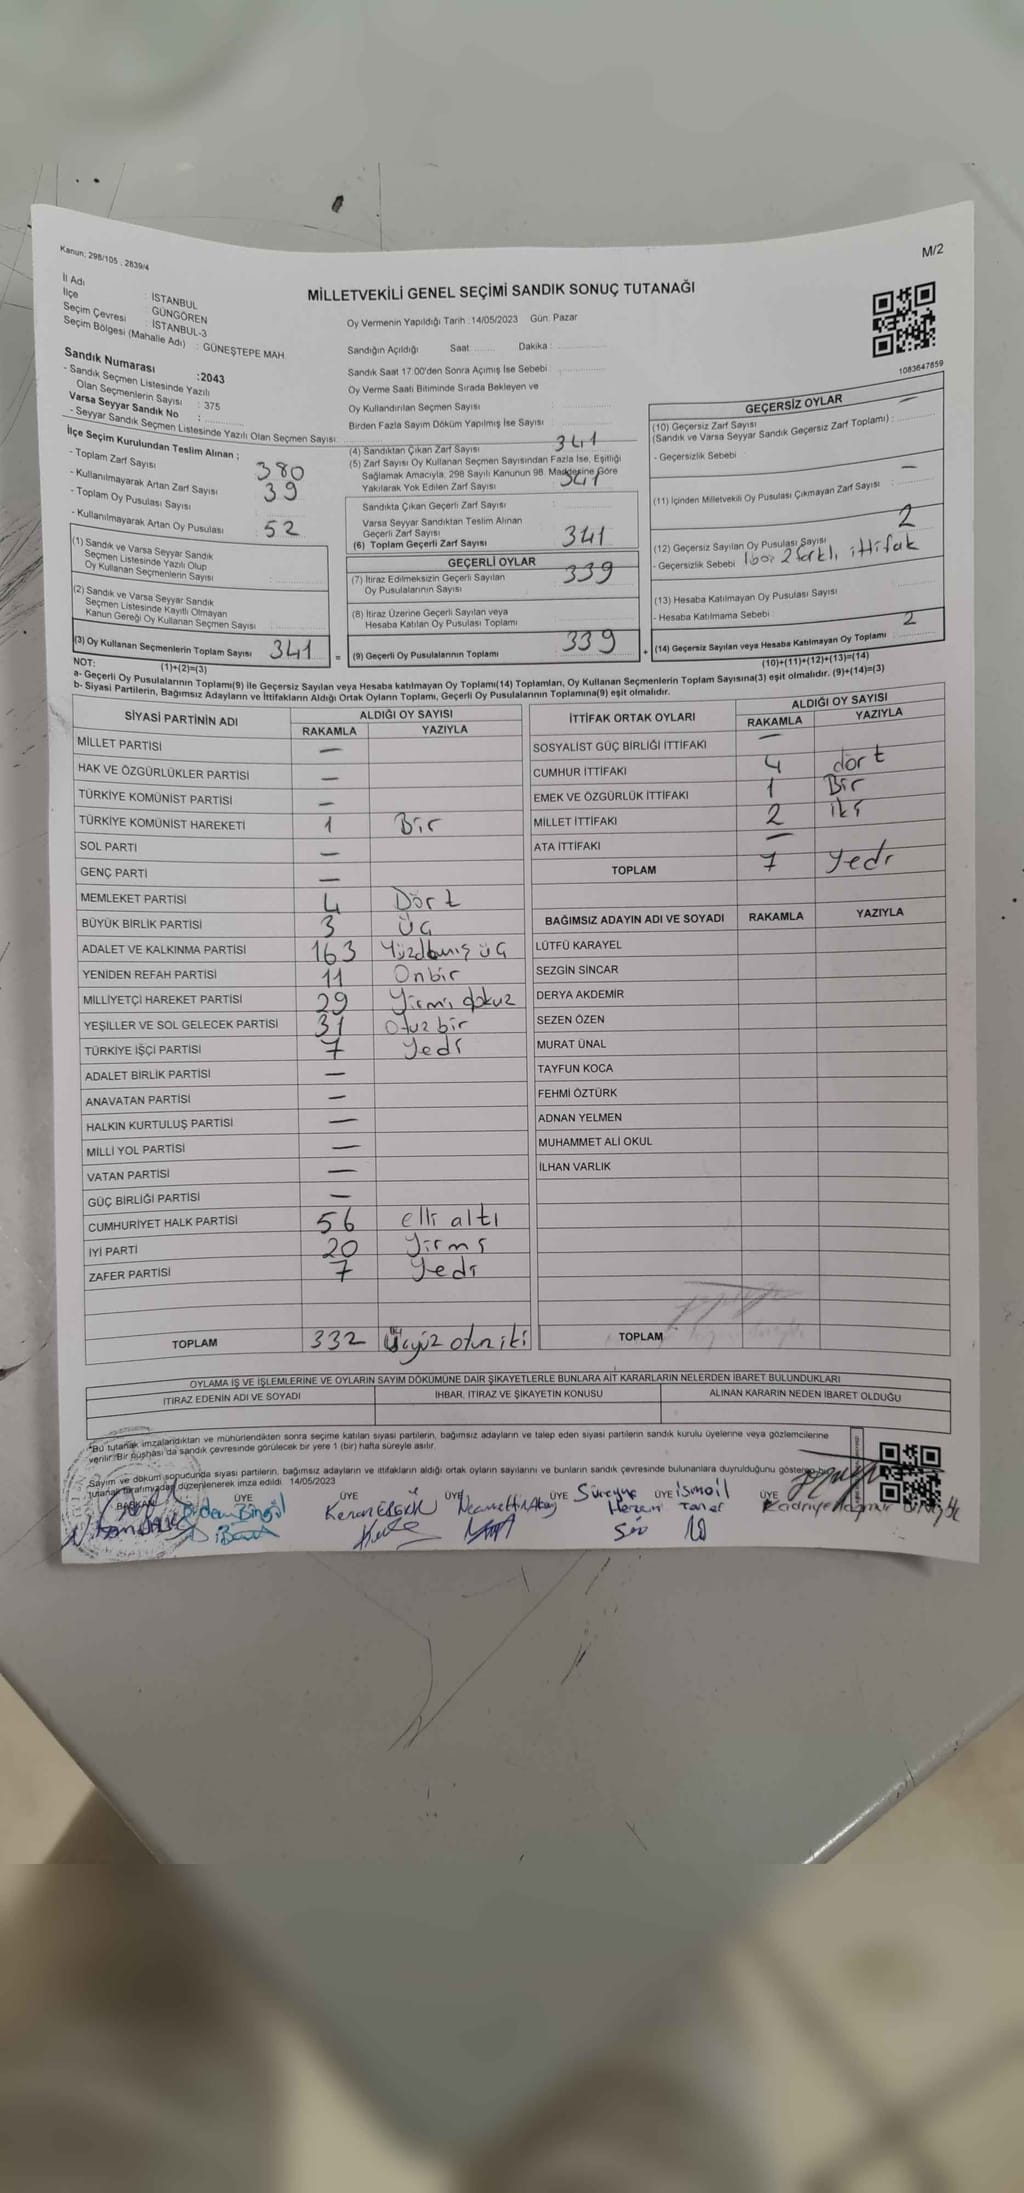 Kanun: 298/105 , 2839/4
M/2
MİLLETVEKİLİ GENEL SEÇİMİ SANDIK SONUÇ TUTANAĞI
İl Adı : İSTANBUL
İlçe : GÜNGÖREN
Seçim Çevresi : İSTANBUL-3
Seçim Bölgesi (Mahalle Adı) : GÜNEŞTEPE MAH.
Sandık Numarası :2043
- Sandık Seçmen Listesinde Yazılı
Olan Seçmenlerin Sayısı : 375
Varsa Seyyar Sandık No :
- Seyyar Sandık Seçmen Listesinde Yazılı Olan Seçmen Sayısı :
Oy Vermenin Yapıldığı Tarih :14/05/2023 Gün: Pazar
Sandığın Açıldığı Saat ....... Dakika :
Sandık Saat 17:00'den Sonra Açımış İse Sebebi :
Oy Verme Saati Bitiminde Sırada Bekleyen ve
Oy Kullandırılan Seçmen Sayısı :
Birden Fazla Sayım Döküm Yapılmış İse Sayısı :
1083647859
İlçe Seçim Kurulundan Teslim Alınan ;
- Toplam Zarf Sayısı : 380
- Kullanılmayarak Artan Zarf Sayısı : 39
- Toplam Oy Pusulası Sayısı
- Kullanılmayarak Artan Oy Pusulası : 52
(1) Sandık ve Varsa Seyyar Sandık
Seçmen Listesinde Yazılı Olup
Oy Kullanan Seçmenlerin Sayısı :
(2) Sandık ve Varsa Seyyar Sandık
Seçmen Listesinde Kayıtlı Olmayan
Kanun Gereği Oy Kullanan Seçmen Sayısı :
(3) Oy Kullanan Seçmenlerin Toplam Sayısı 341 =
(1)+(2)=(3)
(4) Sandıktan Çıkan Zarf Sayısı 341
(5) Zarf Sayısı Oy Kullanan Seçmen Sayısından Fazla İse, Eşitliği
Sağlamak Amacıyla; 298 Sayılı Kanunun 98. Maddesine Göre
Yakılarak Yok Edilen Zarf Sayısı 341
Sandıkta Çıkan Geçerli Zarf Sayısı
Varsa Seyyar Sandıktan Teslim Alınan
Geçerli Zarf Sayısı
(6) Toplam Geçerli Zarf Sayısı 341
GEÇERLİ OYLAR
(7) İtiraz Edilmeksizin Geçerli Sayılan 339
Oy Pusulalarının Sayısı
(8) İtiraz Üzerine Geçerli Sayılan veya
Hesaba Katılan Oy Pusulası Toplamı
(9) Geçerli Oy Pusulalarının Toplamı 339 +
GEÇERSİZ OYLAR
(10) Geçersiz Zarf Sayısı —
(Sandık ve Varsa Seyyar Sandık Geçersiz Zarf Toplamı) :
- Geçersizlik Sebebi :
(11) İçinden Milletvekili Oy Pusulası Çıkmayan Zarf Sayısı : —
(12) Geçersiz Sayılan Oy Pusulası Sayısı 2
- Geçersizlik Sebebi 2 farklı ittifak
(13) Hesaba Katılmayan Oy Pusulası Sayısı
- Hesaba Katılmama Sebebi :
(14) Geçersiz Sayılan veya Hesaba Katılmayan Oy Toplamı 2
(10)+(11)+(12)+(13)=(14)
NOT:
a- Geçerli Oy Pusulalarının Toplamı(9) ile Geçersiz Sayılan veya Hesaba katılmayan Oy Toplamı(14) Toplamları, Oy Kullanan Seçmenlerin Toplam Sayısına(3) eşit olmalıdır. (9)+(14)=(3)
b- Siyasi Partilerin, Bağımsız Adayların ve İttifakların Aldığı Ortak Oyların Toplamı, Geçerli Oy Pusulalarının Toplamına(9) eşit olmalıdır.
SİYASİ PARTİNİN ADI ALDIĞI OY SAYISI
RAKAMLA YAZIYLA
MİLLET PARTİSİ —
HAK VE ÖZGÜRLÜKLER PARTİSİ —
TÜRKİYE KOMÜNİST PARTİSİ —
TÜRKİYE KOMÜNİST HAREKETİ 1 Bir
SOL PARTİ —
GENÇ PARTİ —
MEMLEKET PARTİSİ 4 Dört
BÜYÜK BİRLİK PARTİSİ 3 Üç
ADALET VE KALKINMA PARTİSİ 163 Yüzatmış üç
YENİDEN REFAH PARTİSİ 11 Onbir
MİLLİYETÇİ HAREKET PARTİSİ 29 Yirmi dokuz
YEŞİLLER VE SOL GELECEK PARTİSİ 31 Otuz bir
TÜRKİYE İŞÇİ PARTİSİ 7 Yedi
ADALET BİRLİK PARTİSİ —
ANAVATAN PARTİSİ —
HALKIN KURTULUŞ PARTİSİ —
MİLLİ YOL PARTİSİ —
VATAN PARTİSİ —
GÜÇ BİRLİĞİ PARTİSİ —
CUMHURİYET HALK PARTİSİ 56 elli altı
İYİ PARTİ 20 Yirmi
ZAFER PARTİSİ 7 Yedi
TOPLAM 332 Üçyüz otuz iki
İTTİFAK ORTAK OYLARI ALDIĞI OY SAYISI
RAKAMLA YAZIYLA
SOSYALİST GÜÇ BİRLİĞİ İTTİFAKI —
CUMHUR İTTİFAKI 4 dört
EMEK VE ÖZGÜRLÜK İTTİFAKI 1 Bir
MİLLET İTTİFAKI 2 iki
ATA İTTİFAKI —
TOPLAM 7 Yedi
BAĞIMSIZ ADAYIN ADI VE SOYADI RAKAMLA YAZIYLA
LÜTFÜ KARAYEL
SEZGİN SİNCAR
DERYA AKDEMİR
SEZEN ÖZEN
MURAT ÜNAL
TAYFUN KOCA
FEHMİ ÖZTÜRK
ADNAN YELMEN
MUHAMMET ALİ OKUL
İLHAN VARLIK
TOPLAM
OYLAMA İŞ VE İŞLEMLERİNE VE OYLARIN SAYIM DÖKÜMÜNE DAİR ŞİKAYETLERLE BUNLARA AİT KARARLARIN NELERDEN İBARET BULUNDUKLARI
İTİRAZ EDENİN ADI VE SOYADI İHBAR, İTİRAZ VE ŞİKAYETİN KONUSU ALINAN KARARIN NEDEN İBARET OLDUĞU
*Bu tutanak imzalandıktan ve mühürlendikten sonra seçime katılan siyasi partilerin, bağımsız adayların ve talep eden siyasi partilerin sandık kurulu üyelerine veya gözlemcilerine
verilir. Bir nüshası da sandık çevresinde görülecek bir yere 1 (bir) hafta süreyle asılır.
Sayım ve döküm sonucunda siyasi partilerin, bağımsız adayların ve ittifakların aldığı ortak oyların sayılarını ve bunların sandık çevresinde bulunanlara duyrulduğunu gösteren
tutanak tarafımızdan düzenlenerek imza edildi. 14/05/2023
BAŞKAN ÜYE ÜYE ÜYE ÜYE ÜYE ÜYE
Kenan Süreyya İsmail
Taner